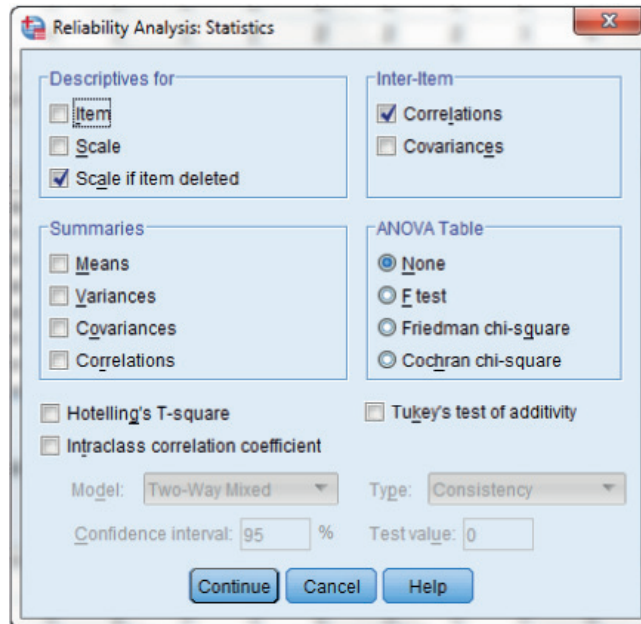 Reliability Analysis: Statistics
Descriptives for
Item
Scale
Scale if item deleted
Inter-Item
Correlations
Covariances
Summaries
Means
Variances
Covariances
Correlations
ANOVA Table
None
F test
Friedman chi-square
Cochran chi-square
Hotelling's T-square
Tukey's test of additivity
Intraclass correlation coefficient
Model: Two-Way Mixed Type: Consistency
Confidence interval: 95 % Test value: 0
Continue Cancel Help